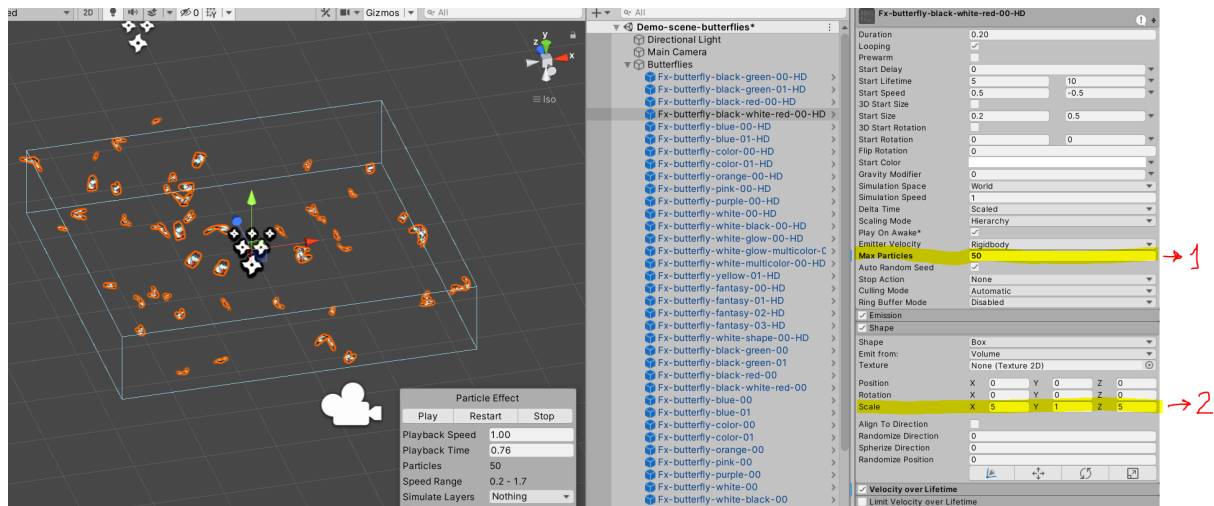 ed 2D 0 Gizmos All
z y x
Iso
Particle Effect
Play Restart Stop
Playback Speed 1.00
Playback Time 0.76
Particles 50
Speed Range 0.2 - 1.7
Simulate Layers Nothing
All
Demo-scene-butterflies*
Directional Light
Main Camera
Butterflies
Fx-butterfly-black-green-00-HD
Fx-butterfly-black-green-01-HD
Fx-butterfly-black-red-00-HD
Fx-butterfly-black-white-red-00-HD
Fx-butterfly-blue-00-HD
Fx-butterfly-blue-01-HD
Fx-butterfly-color-00-HD
Fx-butterfly-color-01-HD
Fx-butterfly-orange-00-HD
Fx-butterfly-pink-00-HD
Fx-butterfly-purple-00-HD
Fx-butterfly-white-00-HD
Fx-butterfly-white-black-00-HD
Fx-butterfly-white-glow-00-HD
Fx-butterfly-white-glow-multicolor-C
Fx-butterfly-white-multicolor-00-HD
Fx-butterfly-yellow-01-HD
Fx-butterfly-fantasy-00-HD
Fx-butterfly-fantasy-01-HD
Fx-butterfly-fantasy-02-HD
Fx-butterfly-fantasy-03-HD
Fx-butterfly-white-shape-00-HD
Fx-butterfly-black-green-00
Fx-butterfly-black-green-01
Fx-butterfly-black-red-00
Fx-butterfly-black-white-red-00
Fx-butterfly-blue-00
Fx-butterfly-blue-01
Fx-butterfly-color-00
Fx-butterfly-color-01
Fx-butterfly-orange-00
Fx-butterfly-pink-00
Fx-butterfly-purple-00
Fx-butterfly-white-00
Fx-butterfly-white-black-00
Fx-butterfly-black-white-red-00-HD
Duration 0.20
Looping
Prewarm
Start Delay 0
Start Lifetime 5 10
Start Speed 0.5 -0.5
3D Start Size
Start Size 0.2 0.5
3D Start Rotation
Start Rotation 0 0
Flip Rotation 0
Start Color
Gravity Modifier 0
Simulation Space World
Simulation Speed 1
Delta Time Scaled
Scaling Mode Hierarchy
Play On Awake*
Emitter Velocity Rigidbody
Max Particles 50 1
Auto Random Seed
Stop Action None
Culling Mode Automatic
Ring Buffer Mode Disabled
Emission
Shape
Shape Box
Emit from: Volume
Texture None (Texture 2D)
Position X 0 Y 0 Z 0
Rotation X 0 Y 0 Z 0
Scale X 5 Y 1 Z 5 2
Align To Direction
Randomize Direction 0
Spherize Direction 0
Randomize Position 0
Velocity over Lifetime
Limit Velocity over Lifetime